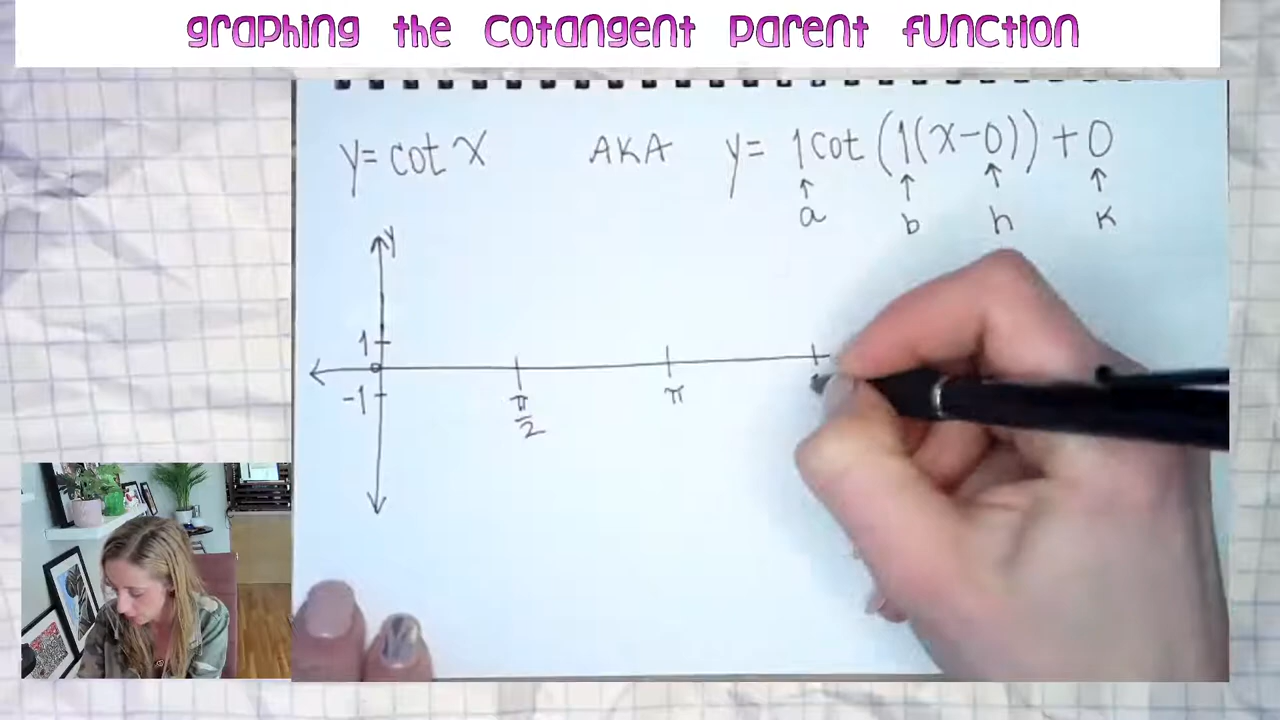 graphing the cotangent parent function
y= cot x AKA y= 1cot (1(x-0)) + 0
a b h k
y
1
-1
π/2 π